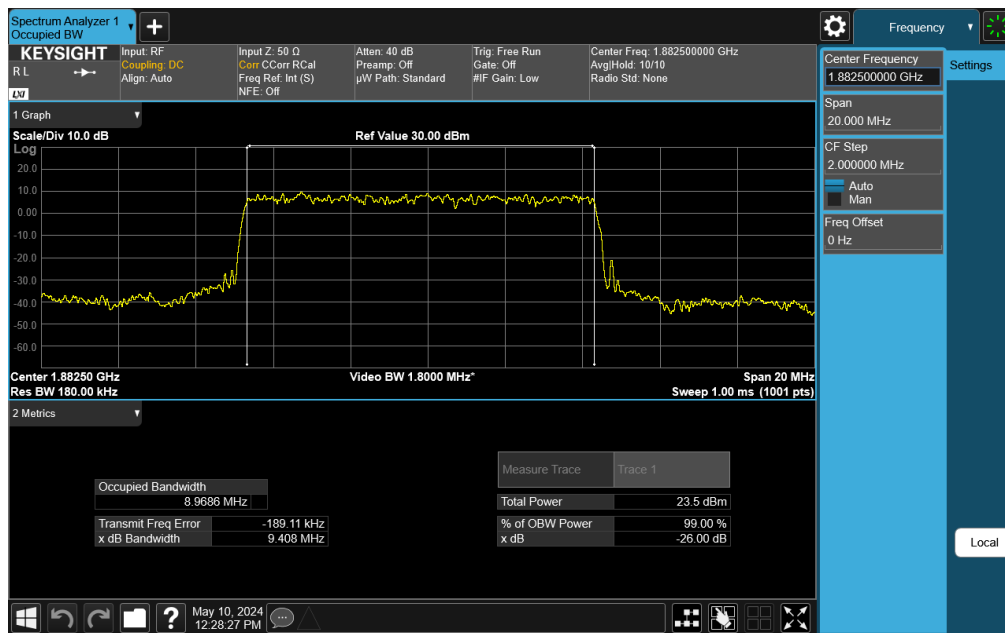 Spectrum Analyzer 1
Occupied BW
Frequency
KEYSIGHT
R L
LXI
Input: RF
Coupling: DC
Align: Auto
Input Z: 50 Ω
Corr CCorr RCal
Freq Ref: Int (S)
NFE: Off
Atten: 40 dB
Preamp: Off
µW Path: Standard
Trig: Free Run
Gate: Off
#IF Gain: Low
Center Freq: 1.882500000 GHz
Avg|Hold: 10/10
Radio Std: None
Center Frequency
1.882500000 GHz
Settings
Span
20.000 MHz
CF Step
2.000000 MHz
Auto
Man
Freq Offset
0 Hz
1 Graph
Scale/Div 10.0 dB
Ref Value 30.00 dBm
Log
20.0
10.0
0.00
-10.0
-20.0
-30.0
-40.0
-50.0
-60.0
Center 1.88250 GHz
Video BW 1.8000 MHz*
Span 20 MHz
Res BW 180.00 kHz
Sweep 1.00 ms (1001 pts)
2 Metrics
Measure Trace
Trace 1
Occupied Bandwidth
8.9686 MHz
Total Power
23.5 dBm
Transmit Freq Error
-189.11 kHz
% of OBW Power
99.00 %
x dB Bandwidth
9.408 MHz
x dB
-26.00 dB
Local
May 10, 2024
12:28:27 PM